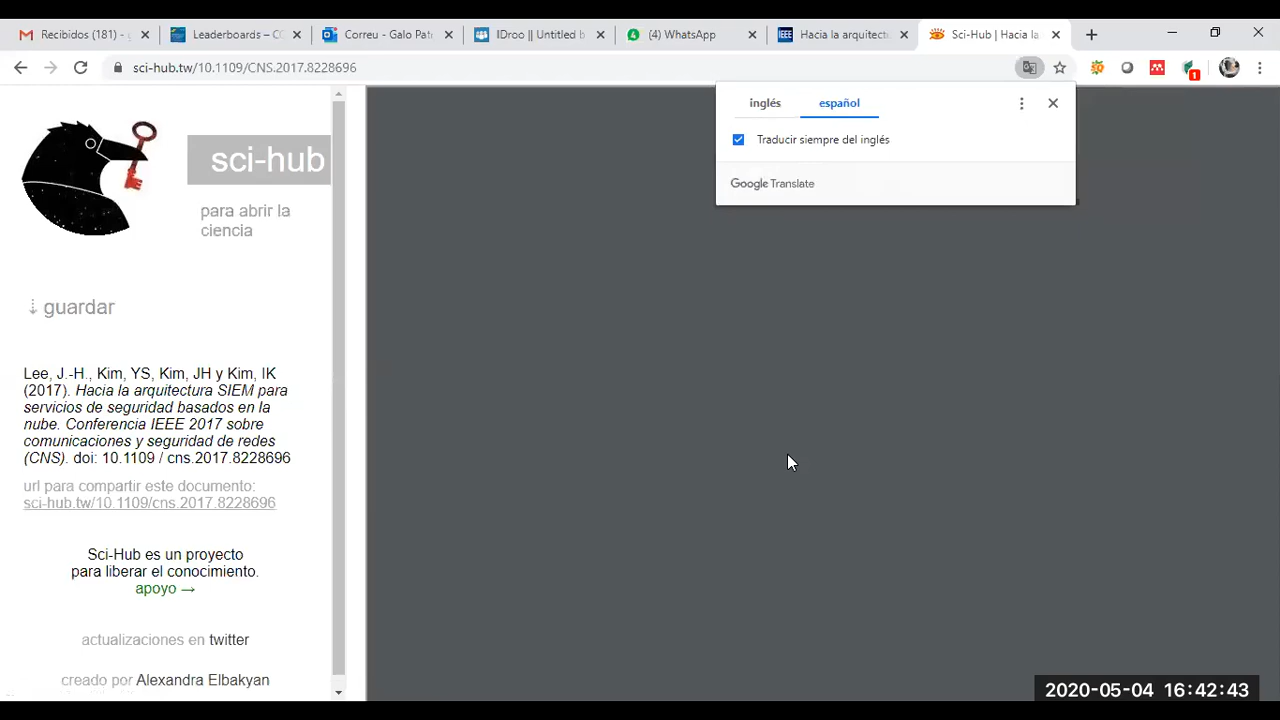 Recibidos (181) - g
Leaderboards – CC
Correu - Galo Pat
IDroo || Untitled b
(4) WhatsApp
Hacia la arquitectu
Sci-Hub | Hacia la
sci-hub.tw/10.1109/CNS.2017.8228696
1
inglés
español
Traducir siempre del inglés
Google Translate
sci-hub
para abrir la
ciencia
⇣ guardar
Lee, J.-H., Kim, YS, Kim, JH y Kim, IK
(2017). Hacia la arquitectura SIEM para
servicios de seguridad basados en la
nube. Conferencia IEEE 2017 sobre
comunicaciones y seguridad de redes
(CNS). doi: 10.1109 / cns.2017.8228696
url para compartir este documento:
sci-hub.tw/10.1109/cns.2017.8228696
Sci-Hub es un proyecto
para liberar el conocimiento.
apoyo →
actualizaciones en twitter
creado por Alexandra Elbakyan
2020-05-04 16:42:43